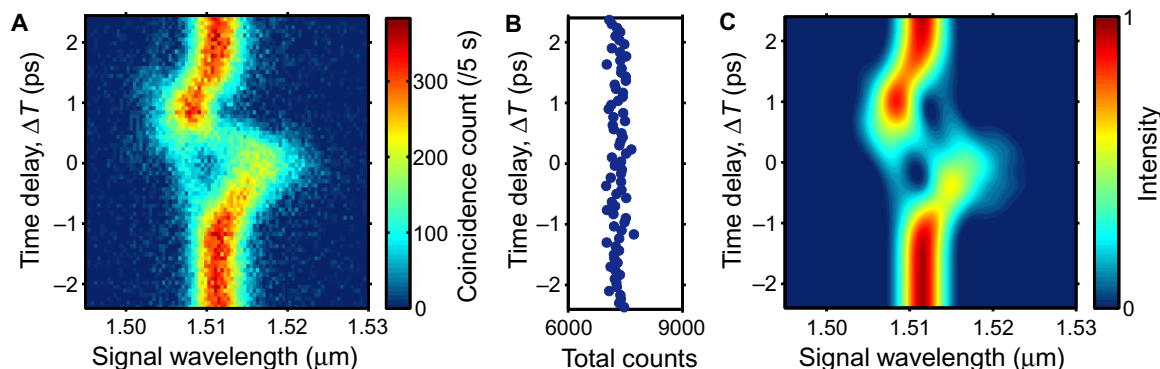 A
Time delay, ΔT (ps)
2
1
0
−1
−2
1.50
1.51
1.52
1.53
Signal wavelength (μm)
300
200
100
0
Coincidence count (/5 s)
B
Time delay, ΔT (ps)
2
1
0
−1
−2
6000
9000
Total counts
C
Time delay, ΔT (ps)
2
1
0
−1
−2
1.50
1.51
1.52
1.53
Signal wavelength (μm)
1
0
Intensity